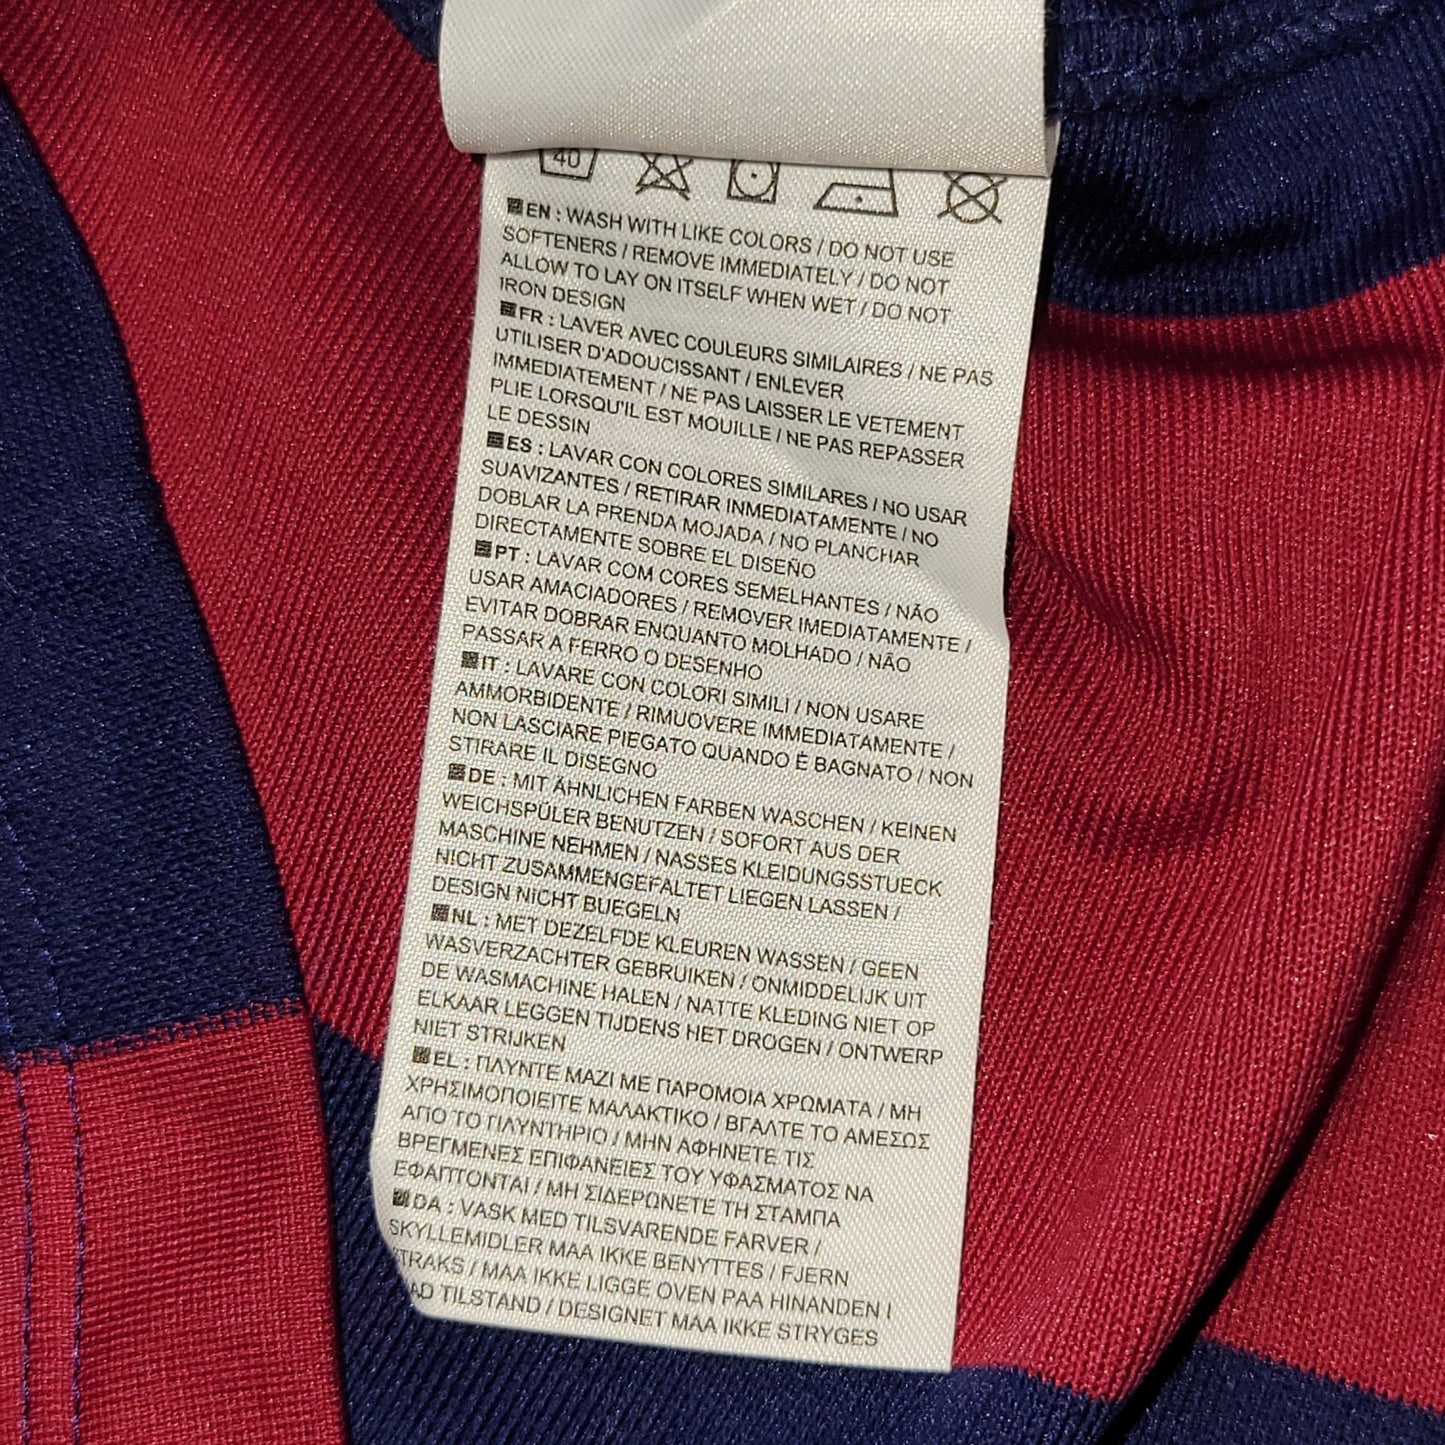 40
EN : WASH WITH LIKE COLORS / DO NOT USE
SOFTENERS / REMOVE IMMEDIATELY / DO NOT
ALLOW TO LAY ON ITSELF WHEN WET / DO NOT
IRON DESIGN
FR : LAVER AVEC COULEURS SIMILAIRES / NE PAS
UTILISER D'ADOUCISSANT / ENLEVER
IMMEDIATEMENT / NE PAS LAISSER LE VETEMENT
PLIE LORSQU'IL EST MOUILLE / NE PAS REPASSER
LE DESSIN
ES : LAVAR CON COLORES SIMILARES / NO USAR
SUAVIZANTES / RETIRAR INMEDIATAMENTE / NO
DOBLAR LA PRENDA MOJADA / NO PLANCHAR
DIRECTAMENTE SOBRE EL DISEÑO
PT : LAVAR COM CORES SEMELHANTES / NÃO
USAR AMACIADORES / REMOVER IMEDIATAMENTE /
EVITAR DOBRAR ENQUANTO MOLHADO / NÃO
PASSAR A FERRO O DESENHO
IT : LAVARE CON COLORI SIMILI / NON USARE
AMMORBIDENTE / RIMUOVERE IMMEDIATAMENTE /
NON LASCIARE PIEGATO QUANDO È BAGNATO / NON
STIRARE IL DISEGNO
DE : MIT ÄHNLICHEN FARBEN WASCHEN / KEINEN
WEICHSPÜLER BENUTZEN / SOFORT AUS DER
MASCHINE NEHMEN / NASSES KLEIDUNGSSTUECK
NICHT ZUSAMMENGEFALTET LIEGEN LASSEN /
DESIGN NICHT BUEGELN
NL : MET DEZELFDE KLEUREN WASSEN / GEEN
WASVERZACHTER GEBRUIKEN / ONMIDDELIJK UIT
DE WASMACHINE HALEN / NATTE KLEDING NIET OP
ELKAAR LEGGEN TIJDENS HET DROGEN / ONTWERP
NIET STRIJKEN
EL : ΠΛΥΝΤΕ ΜΑΖΙ ΜΕ ΠΑΡΟΜΟΙΑ ΧΡΩΜΑΤΑ / ΜΗ
ΧΡΗΣΙΜΟΠΟΙΕΙΤΕ ΜΑΛΑΚΤΙΚΟ / ΒΓΑΛΤΕ ΤΟ ΑΜΕΣΩΣ
ΑΠΟ ΤΟ ΠΛΥΝΤΗΡΙΟ / ΜΗΝ ΑΦΗΝΕΤΕ ΤΙΣ
ΒΡΕΓΜΕΝΕΣ ΕΠΙΦΑΝΕΙΕΣ ΤΟΥ ΥΦΑΣΜΑΤΟΣ ΝΑ
ΕΦΑΠΤΟΝΤΑΙ / ΜΗ ΣΙΔΕΡΩΝΕΤΕ ΤΗ ΣΤΑΜΠΑ
DA : VASK MED TILSVARENDE FARVER /
SKYLLEMIDLER MAA IKKE BENYTTES / FJERN
TRAKS / MAA IKKE LIGGE OVEN PAA HINANDEN I
AD TILSTAND / DESIGNET MAA IKKE STRYGES